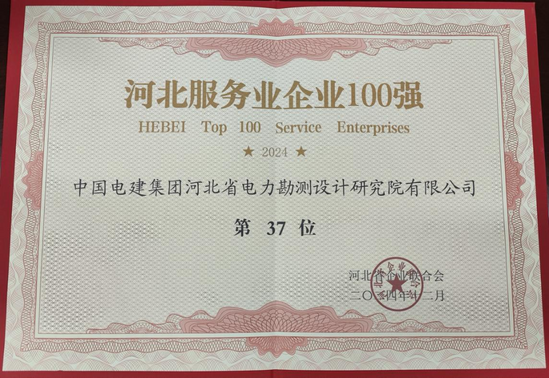 河北服务业企业100强
HEBEI Top 100 Service Enterprises
★ 2024 ★
中国电建集团河北省电力勘测设计研究院有限公司
第 37 位
河北省企业联合会
二〇二四年十二月